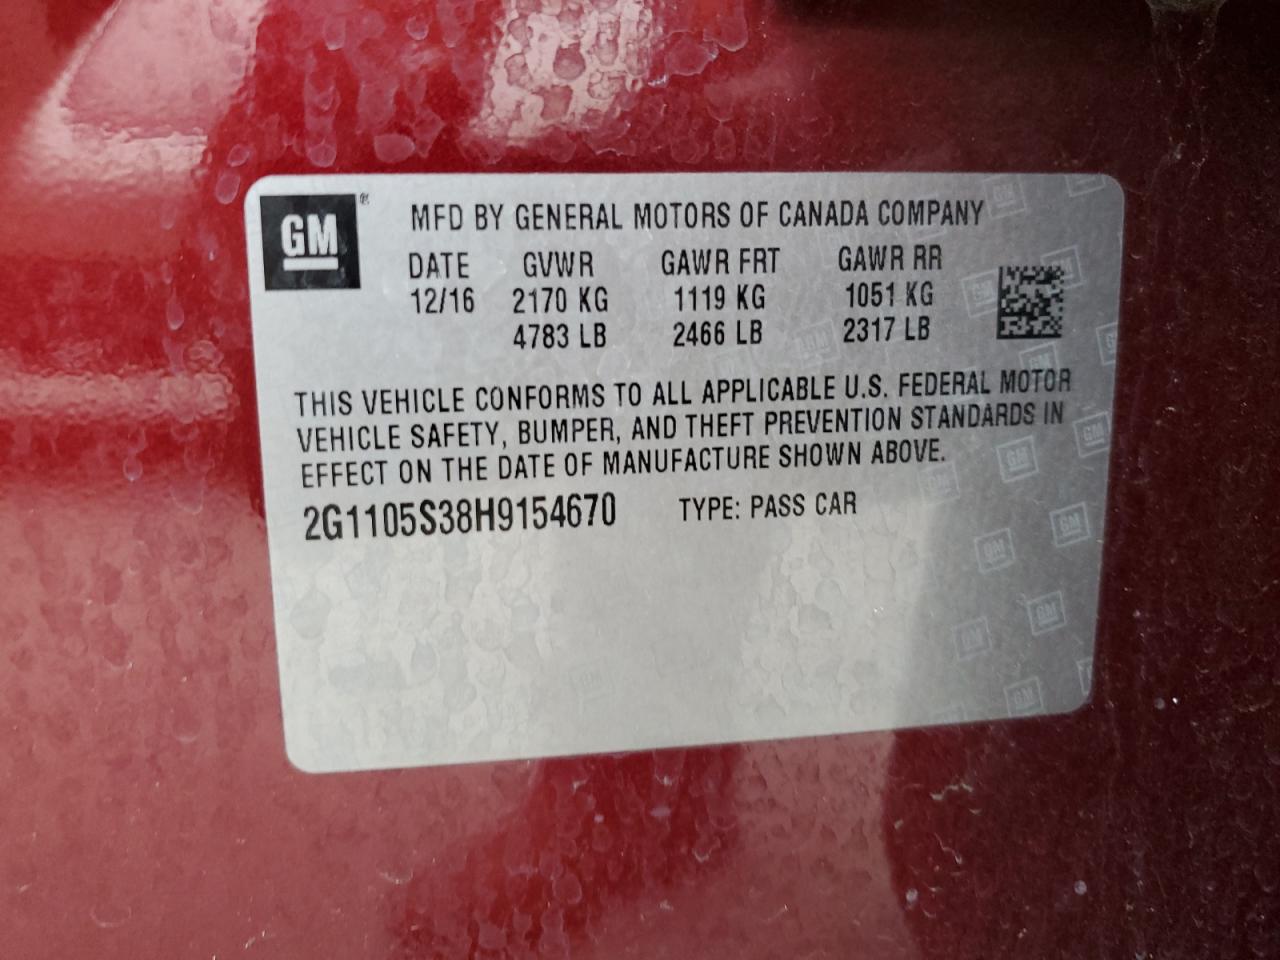 GM ®
MFD BY GENERAL MOTORS OF CANADA COMPANY
DATE GVWR GAWR FRT GAWR RR
12/16 2170 KG 1119 KG 1051 KG
4783 LB 2466 LB 2317 LB
THIS VEHICLE CONFORMS TO ALL APPLICABLE U.S. FEDERAL MOTOR
VEHICLE SAFETY, BUMPER, AND THEFT PREVENTION STANDARDS IN
EFFECT ON THE DATE OF MANUFACTURE SHOWN ABOVE.
2G1105S38H9154670 TYPE: PASS CAR